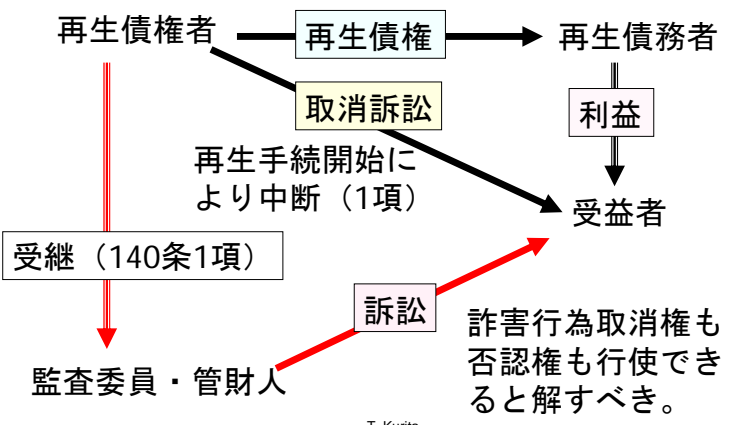 再生債権者
再生債権
再生債務者
取消訴訟
利益
再生手続開始に
より中断（1項）
受益者
受継（140条1項）
訴訟
詐害行為取消権も
否認権も行使でき
ると解すべき。
監査委員・管財人
T. Kurita